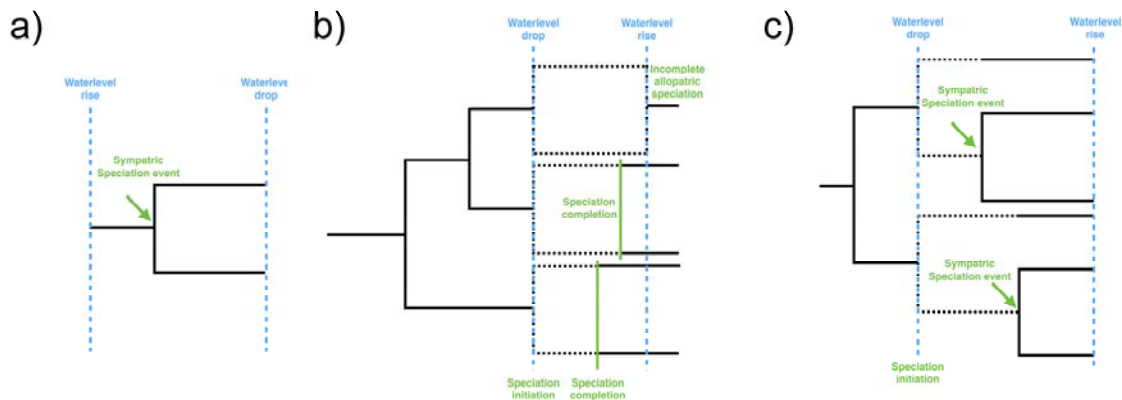 a)
Waterlevel
rise
Waterlevel
drop
Sympatric
Speciation event
b)
Waterlevel
drop
Waterlevel
rise
Incomplete
allopatric
speciation
Speciation
completion
Speciation
initiation
Speciation
completion
c)
Waterlevel
drop
Waterlevel
rise
Sympatric
Speciation event
Sympatric
Speciation event
Speciation
initiation